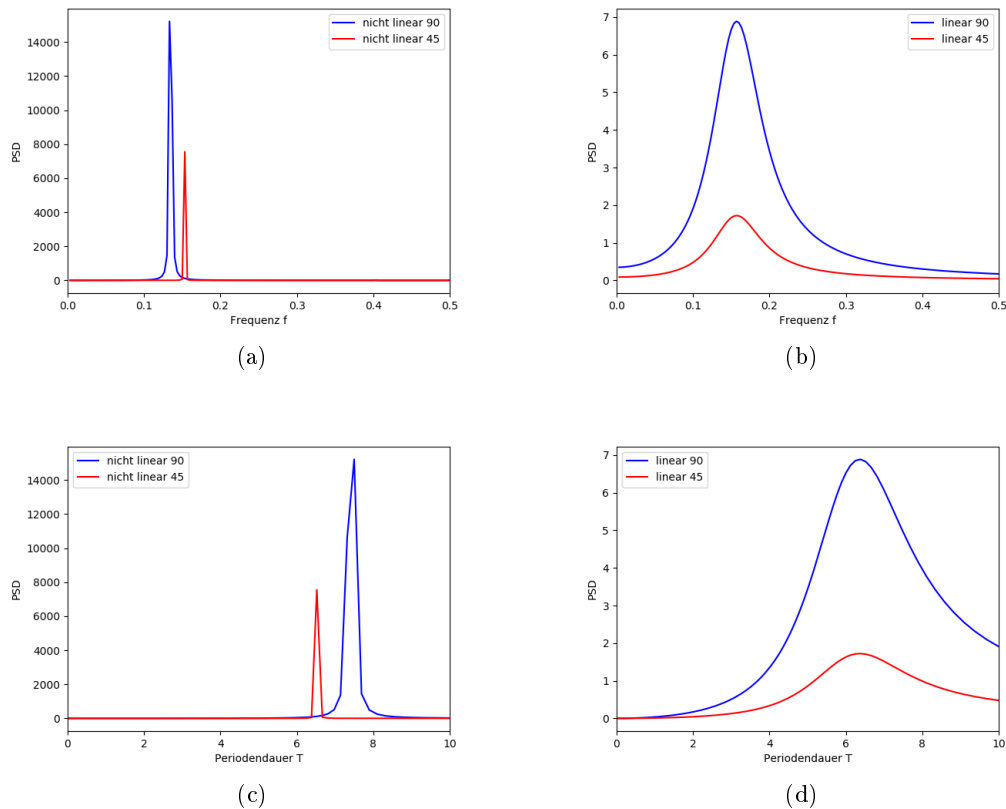 nicht linear 90
nicht linear 45
14000
12000
10000
8000
6000
4000
2000
0
PSD
0.0 0.1 0.2 0.3 0.4 0.5
Frequenz f
(a)
linear 90
linear 45
7
6
5
4
3
2
1
0
PSD
0.0 0.1 0.2 0.3 0.4 0.5
Frequenz f
(b)
nicht linear 90
nicht linear 45
14000
12000
10000
8000
6000
4000
2000
0
PSD
0 2 4 6 8 10
Periodendauer T
(c)
linear 90
linear 45
7
6
5
4
3
2
1
0
PSD
0 2 4 6 8 10
Periodendauer T
(d)